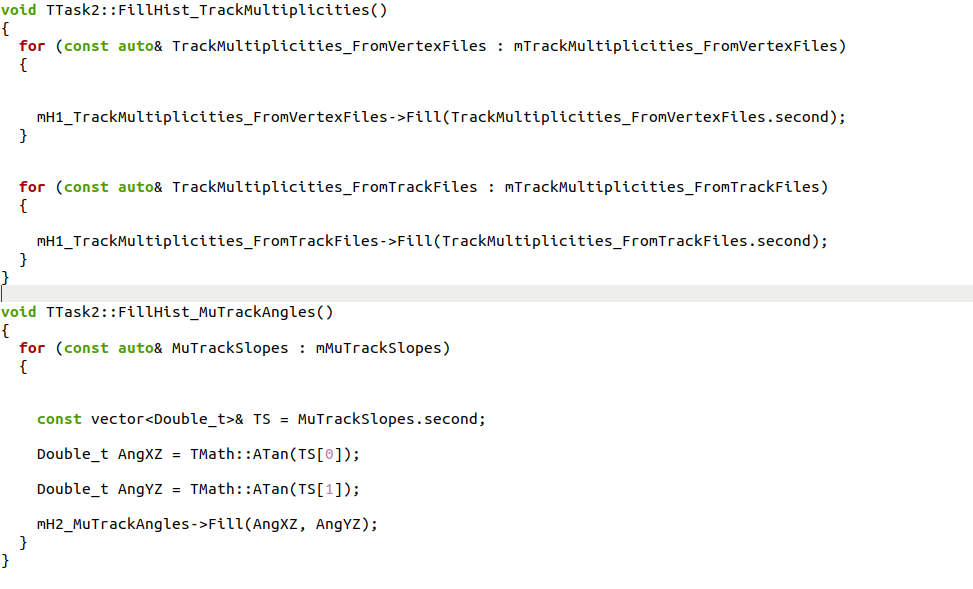 void TTask2::FillHist_TrackMultiplicities()
{
  for (const auto& TrackMultiplicities_FromVertexFiles : mTrackMultiplicities_FromVertexFiles)
  {
    mH1_TrackMultiplicities_FromVertexFiles->Fill(TrackMultiplicities_FromVertexFiles.second);
  }
  for (const auto& TrackMultiplicities_FromTrackFiles : mTrackMultiplicities_FromTrackFiles)
  {
    mH1_TrackMultiplicities_FromTrackFiles->Fill(TrackMultiplicities_FromTrackFiles.second);
  }
}
void TTask2::FillHist_MuTrackAngles()
{
  for (const auto& MuTrackSlopes : mMuTrackSlopes)
  {
    const vector<Double_t>& TS = MuTrackSlopes.second;
    Double_t AngXZ = TMath::ATan(TS[0]);
    Double_t AngYZ = TMath::ATan(TS[1]);
    mH2_MuTrackAngles->Fill(AngXZ, AngYZ);
  }
}